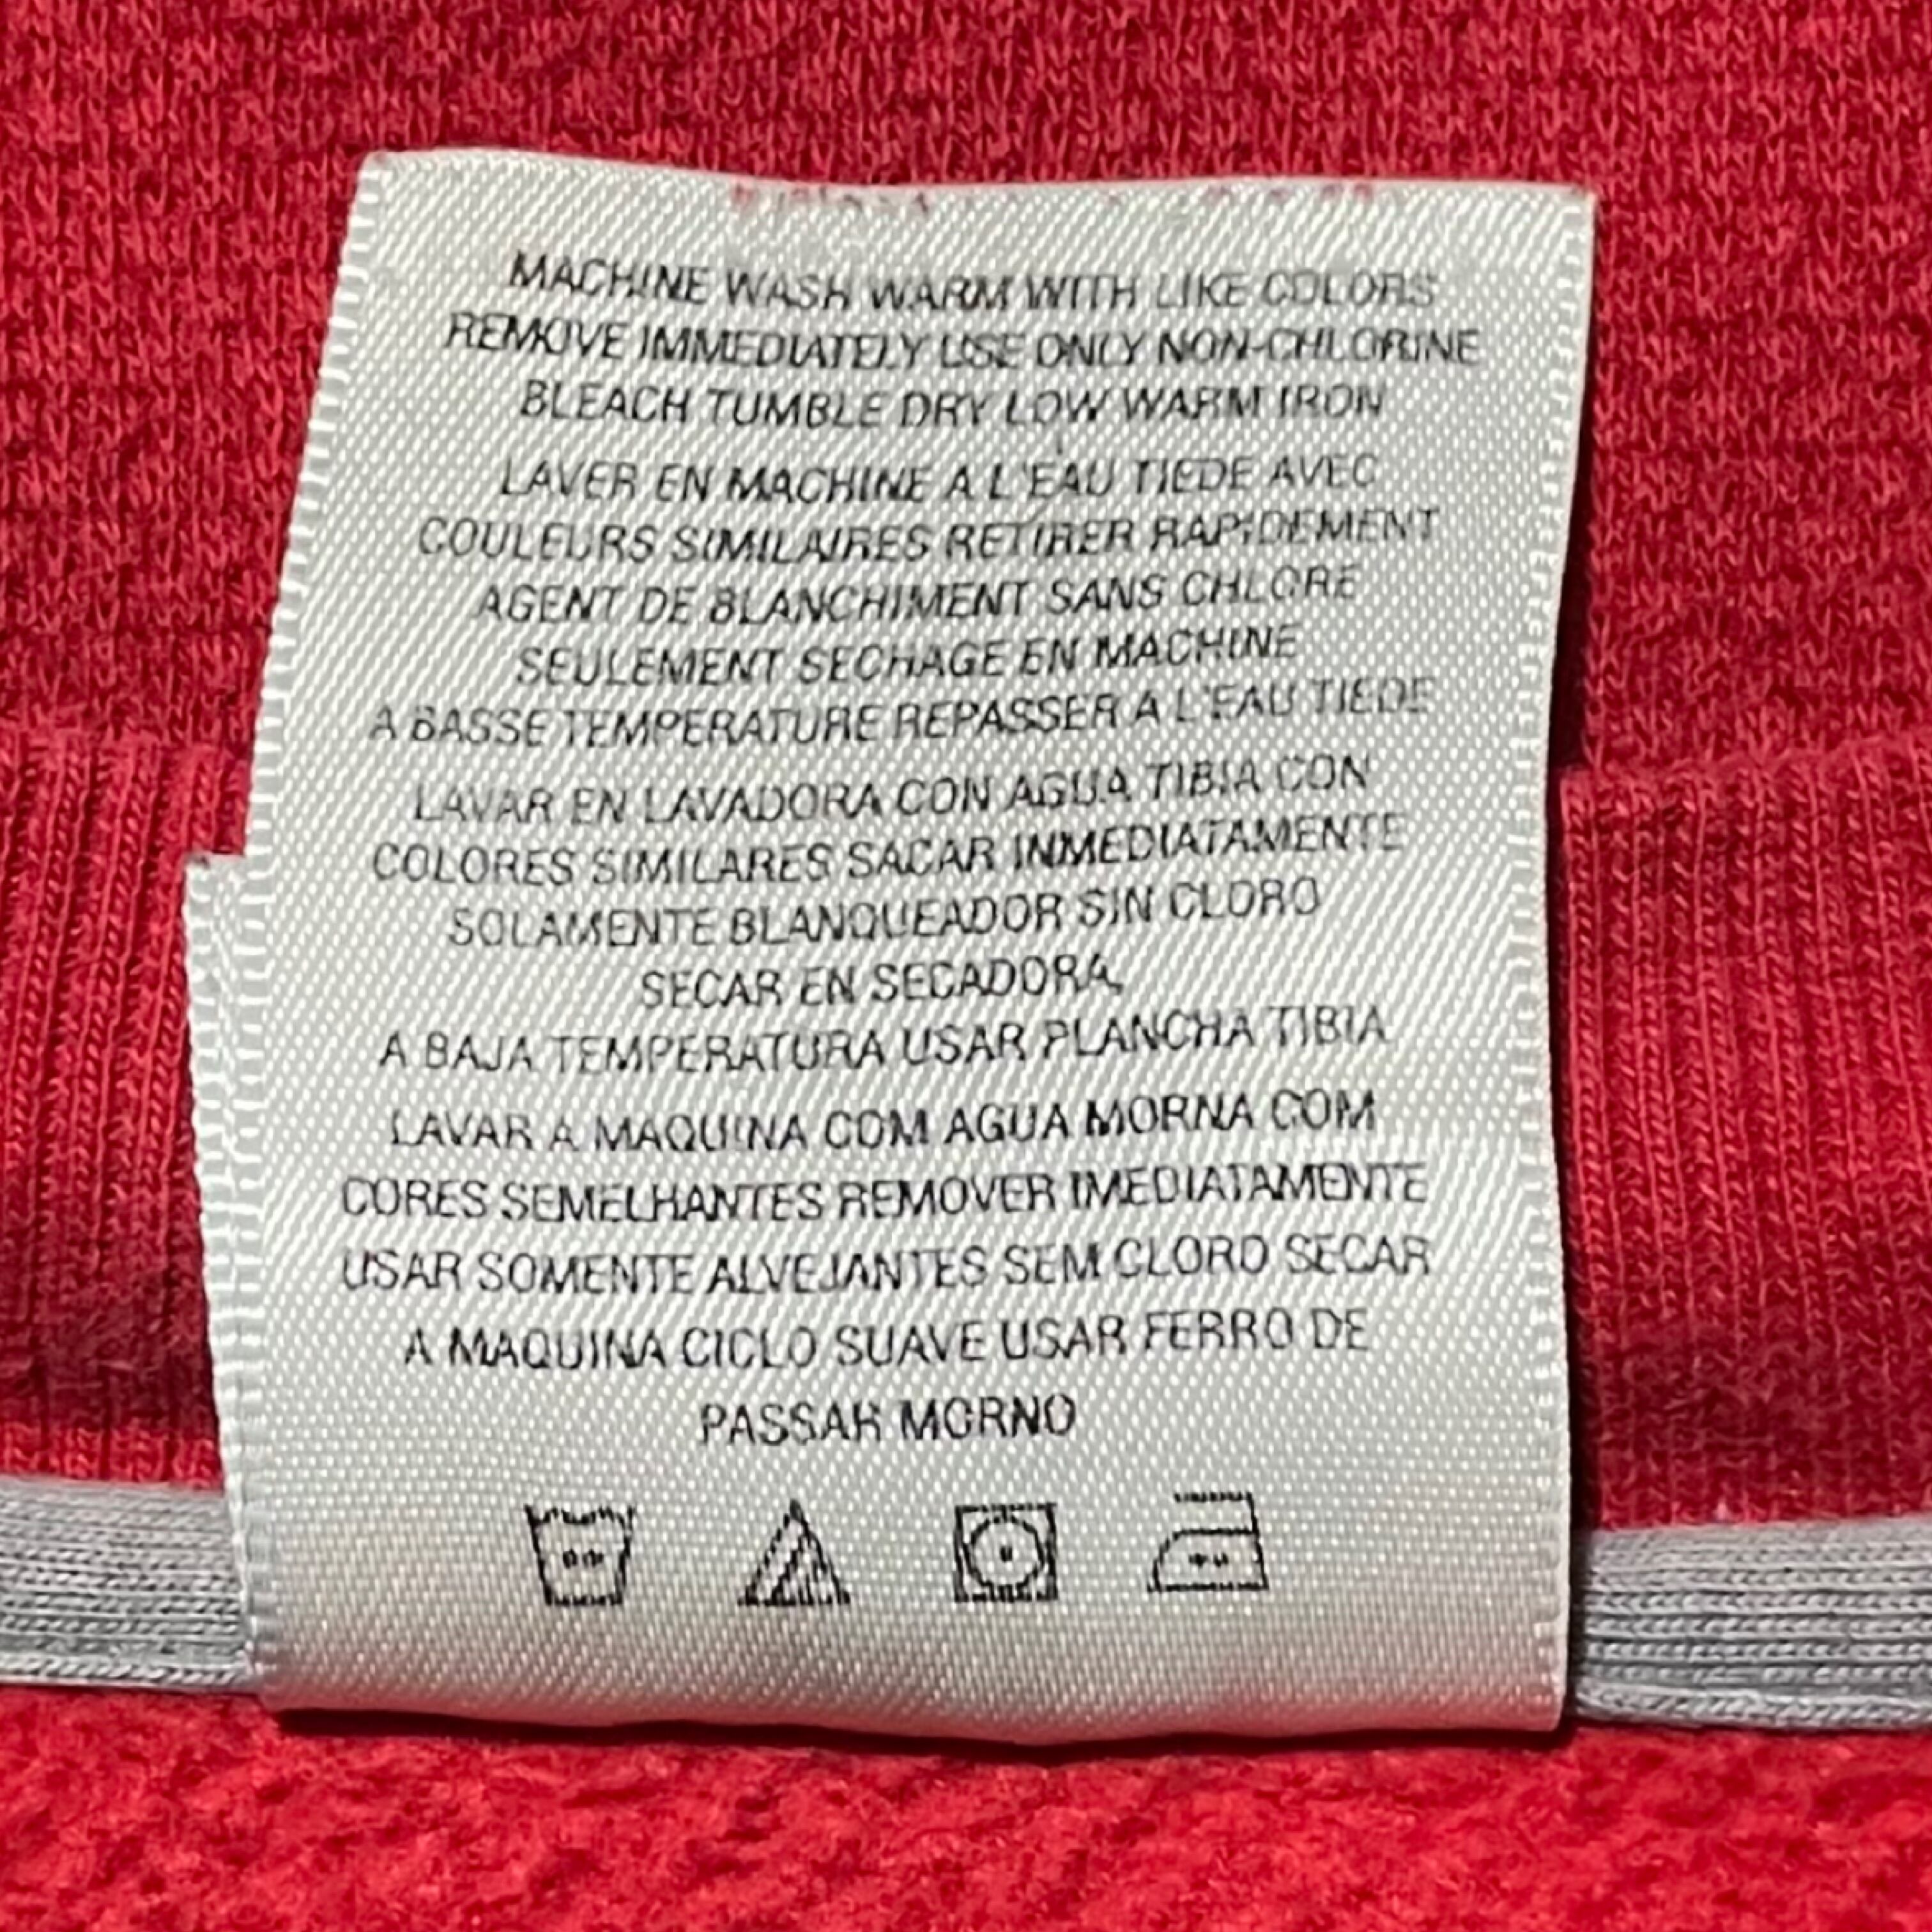 MACHINE WASH WARM WITH LIKE COLORS
REMOVE IMMEDIATELY USE ONLY NON-CHLORINE
BLEACH TUMBLE DRY LOW WARM IRON
LAVER EN MACHINE A L'EAU TIEDE AVEC
COULEURS SIMILAIRES RETIRER RAPIDEMENT
AGENT DE BLANCHIMENT SANS CHLORE
SEULEMENT SECHAGE EN MACHINE
A BASSE TEMPERATURE REPASSER A L'EAU TIEDE
LAVAR EN LAVADORA CON AGUA TIBIA CON
COLORES SIMILARES SACAR INMEDIATAMENTE
SOLAMENTE BLANQUEADOR SIN CLORO
SECAR EN SECADORA
A BAJA TEMPERATURA USAR PLANCHA TIBIA
LAVAR A MAQUINA COM AGUA MORNA COM
CORES SEMELHANTES REMOVER IMEDIATAMENTE
USAR SOMENTE ALVEJANTES SEM CLORO SECAR
A MAQUINA CICLO SUAVE USAR FERRO DE
PASSAR MORNO